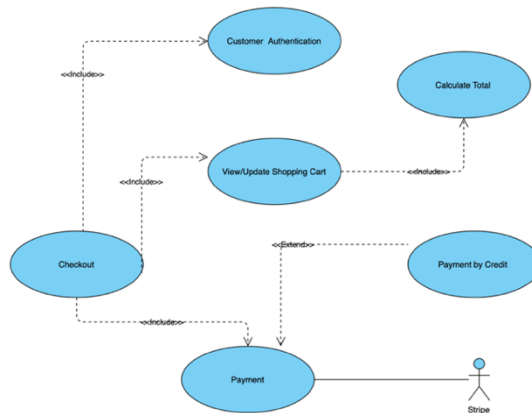 Customer Authentication
<<Include>>
Calculate Total
<<Include>>
View/Update Shopping Cart
<<Include>>
<<Extend>>
Checkout
Payment by Credit
<<Include>>
Payment
Stripe